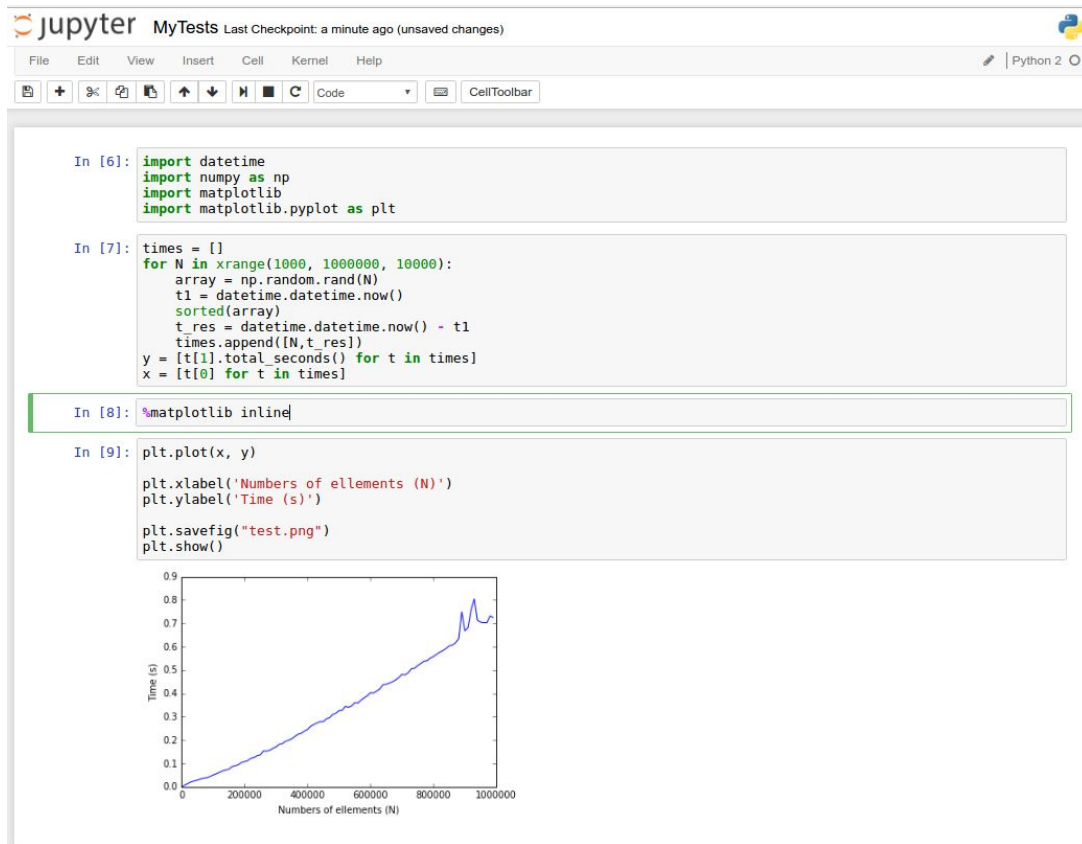 jupyter MyTests Last Checkpoint: a minute ago (unsaved changes)
File Edit View Insert Cell Kernel Help Python 2
Code CellToolbar
In [6]: import datetime
import numpy as np
import matplotlib
import matplotlib.pyplot as plt
In [7]: times = []
for N in xrange(1000, 1000000, 10000):
    array = np.random.rand(N)
    t1 = datetime.datetime.now()
    sorted(array)
    t_res = datetime.datetime.now() - t1
    times.append([N,t_res])
y = [t[1].total_seconds() for t in times]
x = [t[0] for t in times]
In [8]: %matplotlib inline
In [9]: plt.plot(x, y)
plt.xlabel('Numbers of ellements (N)')
plt.ylabel('Time (s)')
plt.savefig("test.png")
plt.show()
0.9
0.8
0.7
0.6
0.5
0.4
0.3
0.2
0.1
0.0
Time (s)
0 200000 400000 600000 800000 1000000
Numbers of ellements (N)